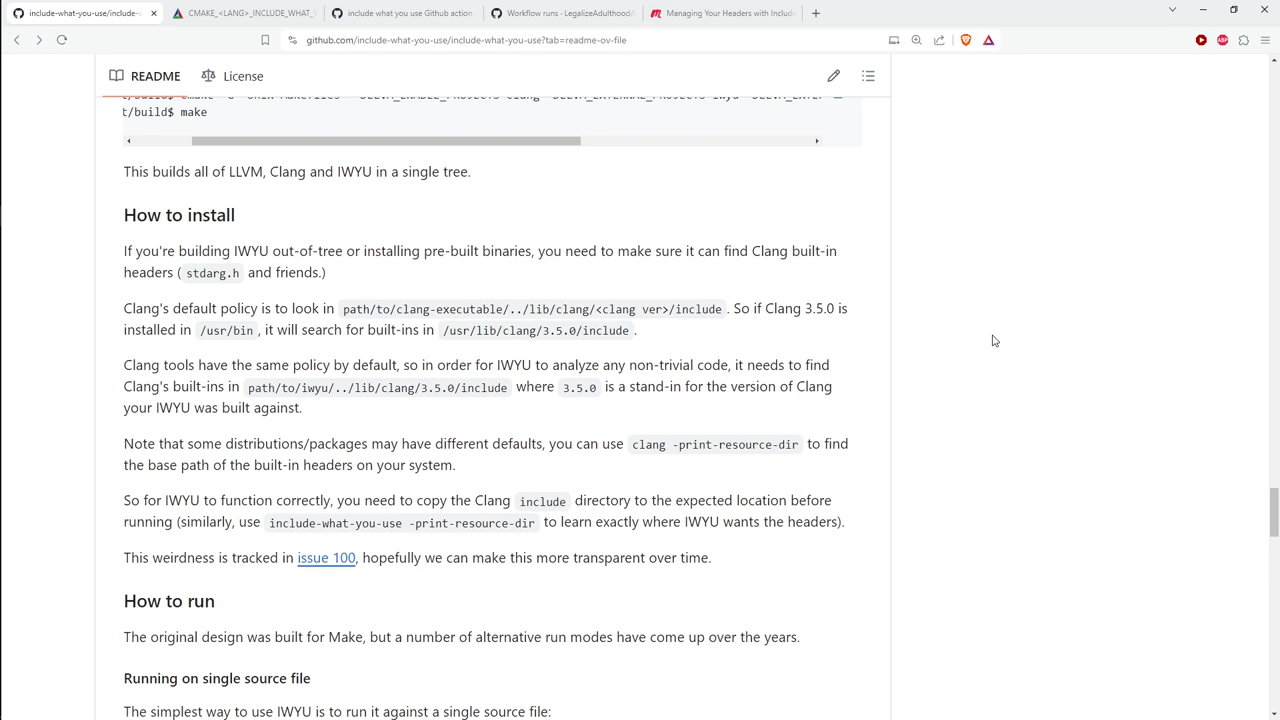 include-what-you-use/include-
CMAKE_<LANG>_INCLUDE_WHAT_
include what you use Github action
Workflow runs - LegalizeAdulthood/
Managing Your Headers with Include
github.com/include-what-you-use/include-what-you-use?tab=readme-ov-file
README
License
t/build$ make
This builds all of LLVM, Clang and IWYU in a single tree.
How to install
If you're building IWYU out-of-tree or installing pre-built binaries, you need to make sure it can find Clang built-in
headers ( stdarg.h and friends.)
Clang's default policy is to look in path/to/clang-executable/../lib/clang/<clang ver>/include. So if Clang 3.5.0 is
installed in /usr/bin, it will search for built-ins in /usr/lib/clang/3.5.0/include.
Clang tools have the same policy by default, so in order for IWYU to analyze any non-trivial code, it needs to find
Clang's built-ins in path/to/iwyu/../lib/clang/3.5.0/include where 3.5.0 is a stand-in for the version of Clang
your IWYU was built against.
Note that some distributions/packages may have different defaults, you can use clang -print-resource-dir to find
the base path of the built-in headers on your system.
So for IWYU to function correctly, you need to copy the Clang include directory to the expected location before
running (similarly, use include-what-you-use -print-resource-dir to learn exactly where IWYU wants the headers).
This weirdness is tracked in issue 100, hopefully we can make this more transparent over time.
How to run
The original design was built for Make, but a number of alternative run modes have come up over the years.
Running on single source file
The simplest way to use IWYU is to run it against a single source file: